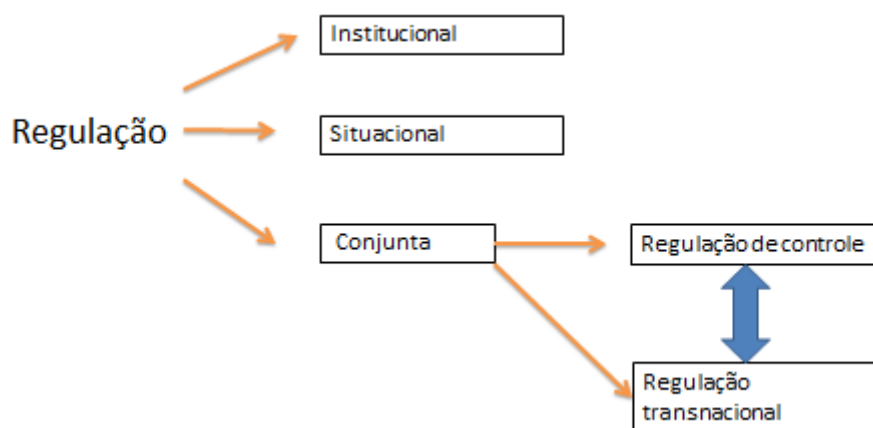 Institucional
Regulação
Situacional
Conjunta
Regulação de controle
Regulação
transnacional